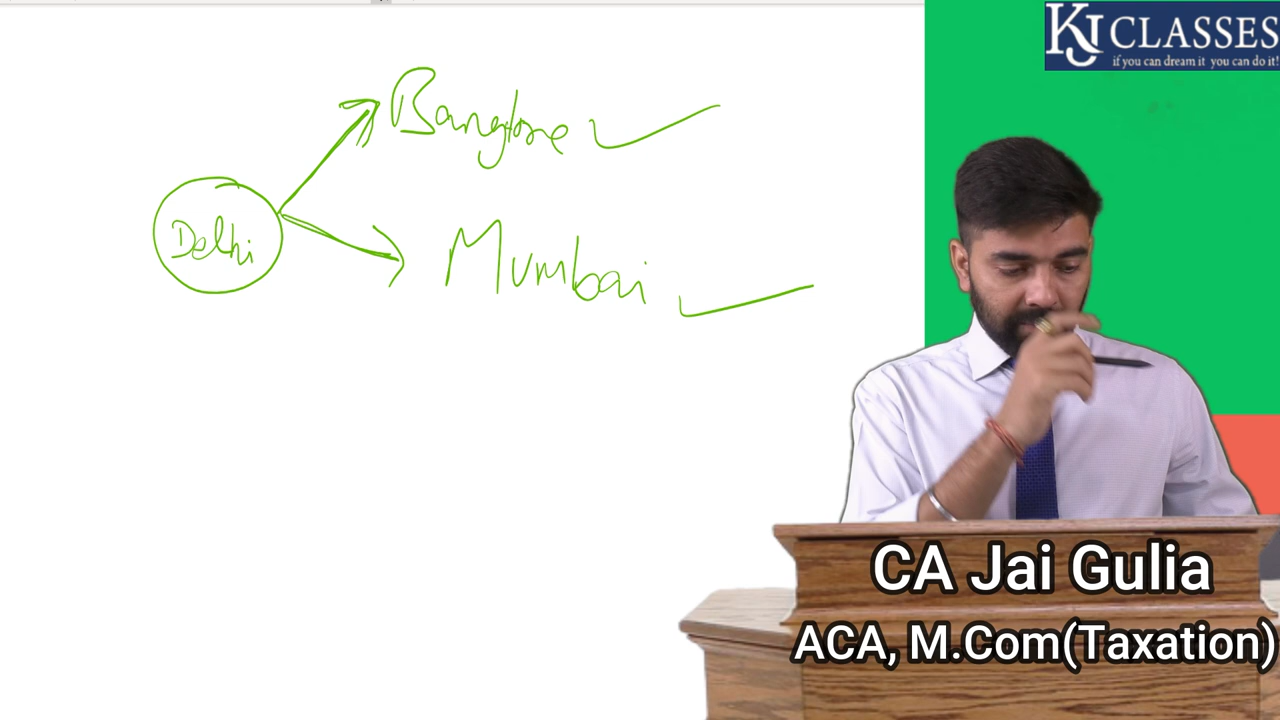 KJ CLASSES
if you can dream it you can do it!
Banglore
Delhi
Mumbai
CA Jai Gulia
ACA, M.Com(Taxation)